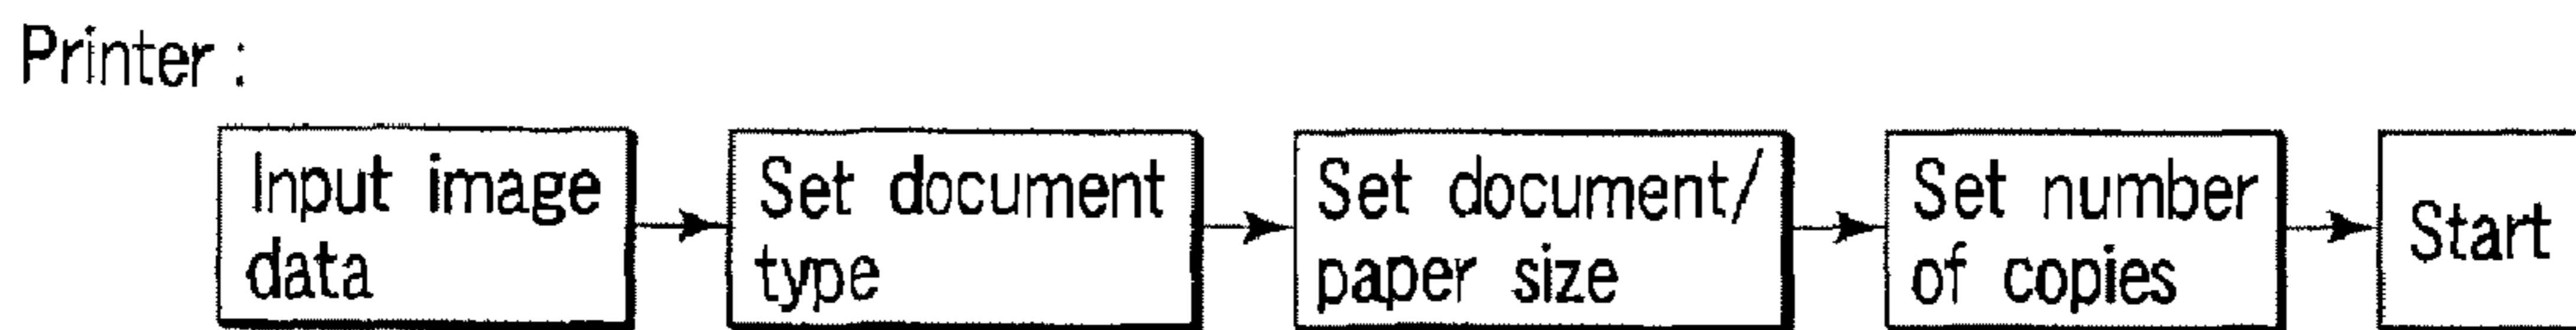 Printer :
Input image
data
Set document
type
Set document/
paper size
Set number
of copies
Start